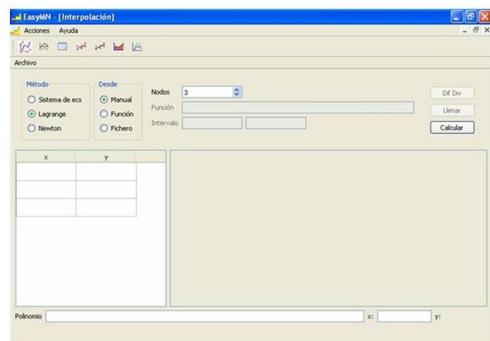 EasyMN - [Interpolación]
Acciones Ayuda
Archivo
Método
Sistema de ecs
Lagrange
Newton
Desde
Manual
Función
Fichero
Nodos 3
Función
Intervalo
Dif Div
Llenar
Calcular
x y
Polinomio x: y: